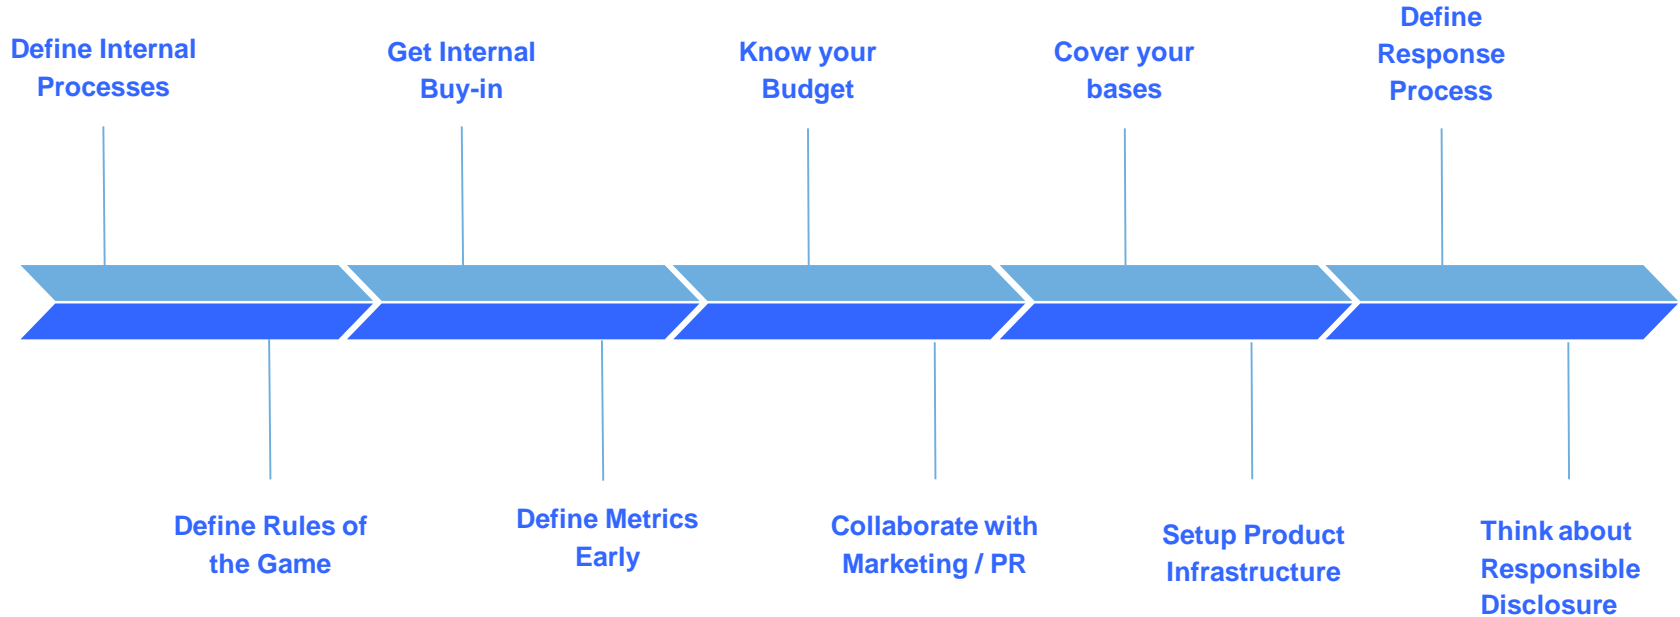 Define Internal
Processes
Get Internal
Buy-in
Know your
Budget
Cover your
bases
Define
Response
Process
Define Rules of
the Game
Define Metrics
Early
Collaborate with
Marketing / PR
Setup Product
Infrastructure
Think about
Responsible
Disclosure